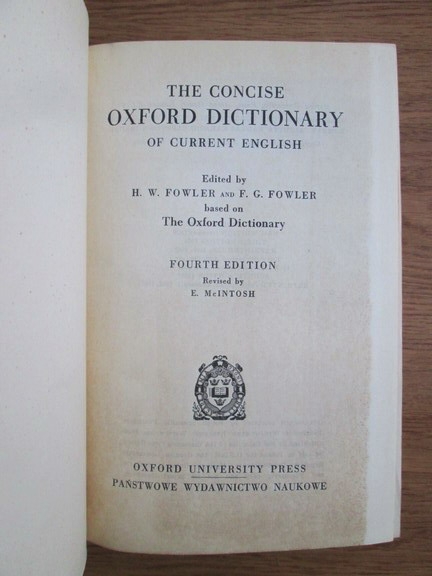 THE CONCISE
OXFORD DICTIONARY
OF CURRENT ENGLISH
Edited by
H. W. FOWLER AND F. G. FOWLER
based on
The Oxford Dictionary
FOURTH EDITION
Revised by
E. McINTOSH
OXFORD UNIVERSITY PRESS
PAŃSTWOWE WYDAWNICTWO NAUKOWE